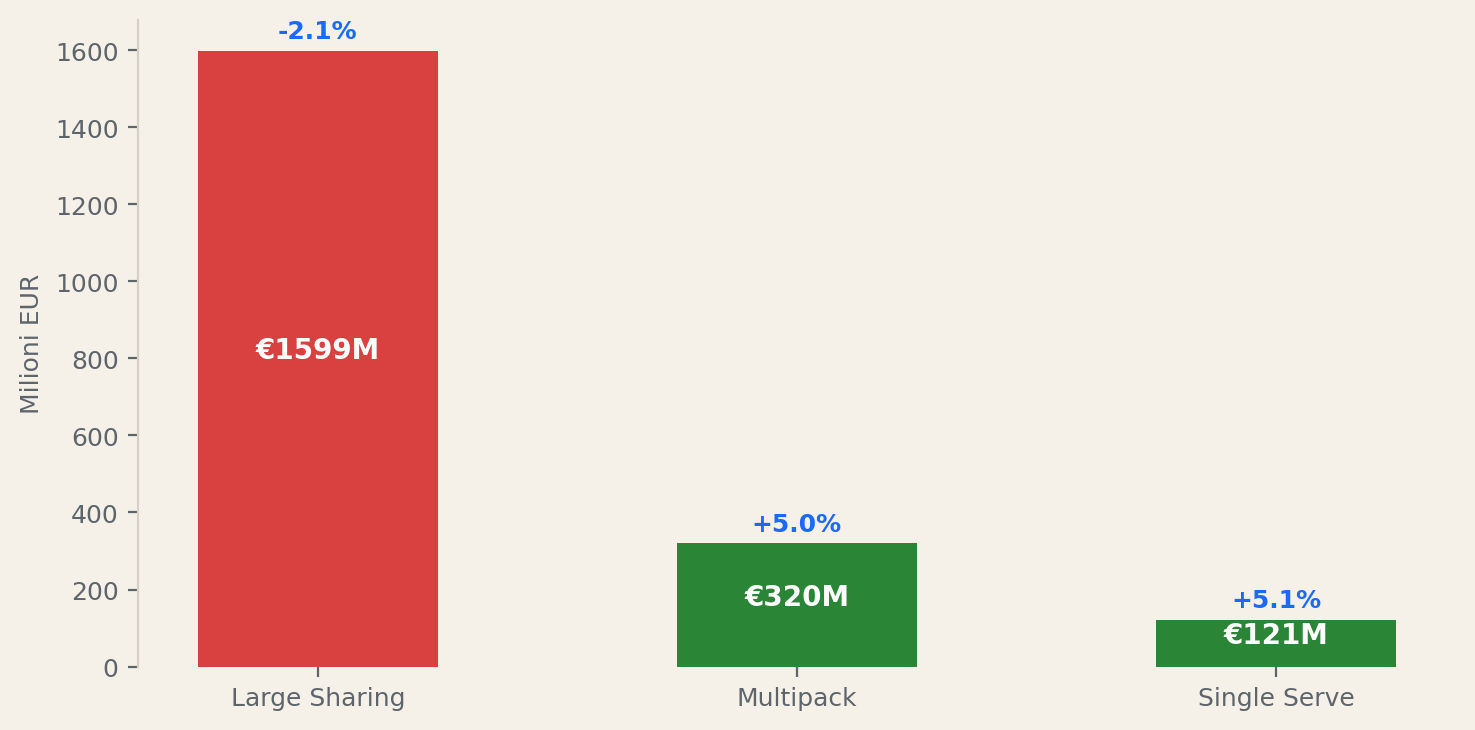 -2.1%
1600
1400
1200
1000
800
600
400
200
0
Milioni EUR
€1599M
+5.0%
€320M
+5.1%
€121M
Large Sharing
Multipack
Single Serve